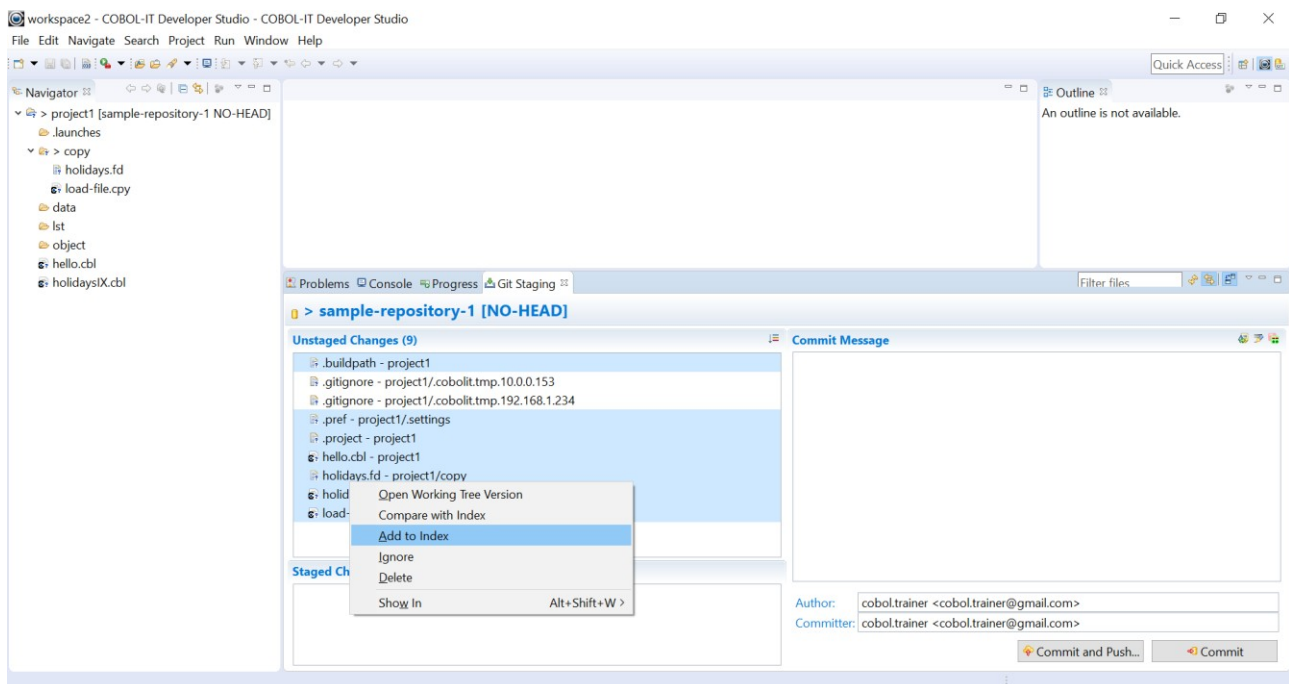 workspace2 - COBOL-IT Developer Studio - COBOL-IT Developer Studio
File Edit Navigate Search Project Run Window Help
Quick Access
Navigator
> project1 [sample-repository-1 NO-HEAD]
.launches
> copy
holidays.fd
load-file.cpy
data
lst
object
hello.cbl
holidaysIX.cbl
Outline
An outline is not available.
Problems Console Progress Git Staging
Filter files
> sample-repository-1 [NO-HEAD]
Unstaged Changes (9)
.buildpath - project1
.gitignore - project1/.cobolit.tmp.10.0.0.153
.gitignore - project1/.cobolit.tmp.192.168.1.234
.pref - project1/.settings
.project - project1
hello.cbl - project1
holidays.fd - project1/copy
holid
load-
Open Working Tree Version
Compare with Index
Add to Index
Ignore
Delete
Show In Alt+Shift+W >
Staged Ch
Commit Message
Author: cobol.trainer <cobol.trainer@gmail.com>
Committer: cobol.trainer <cobol.trainer@gmail.com>
Commit and Push... Commit